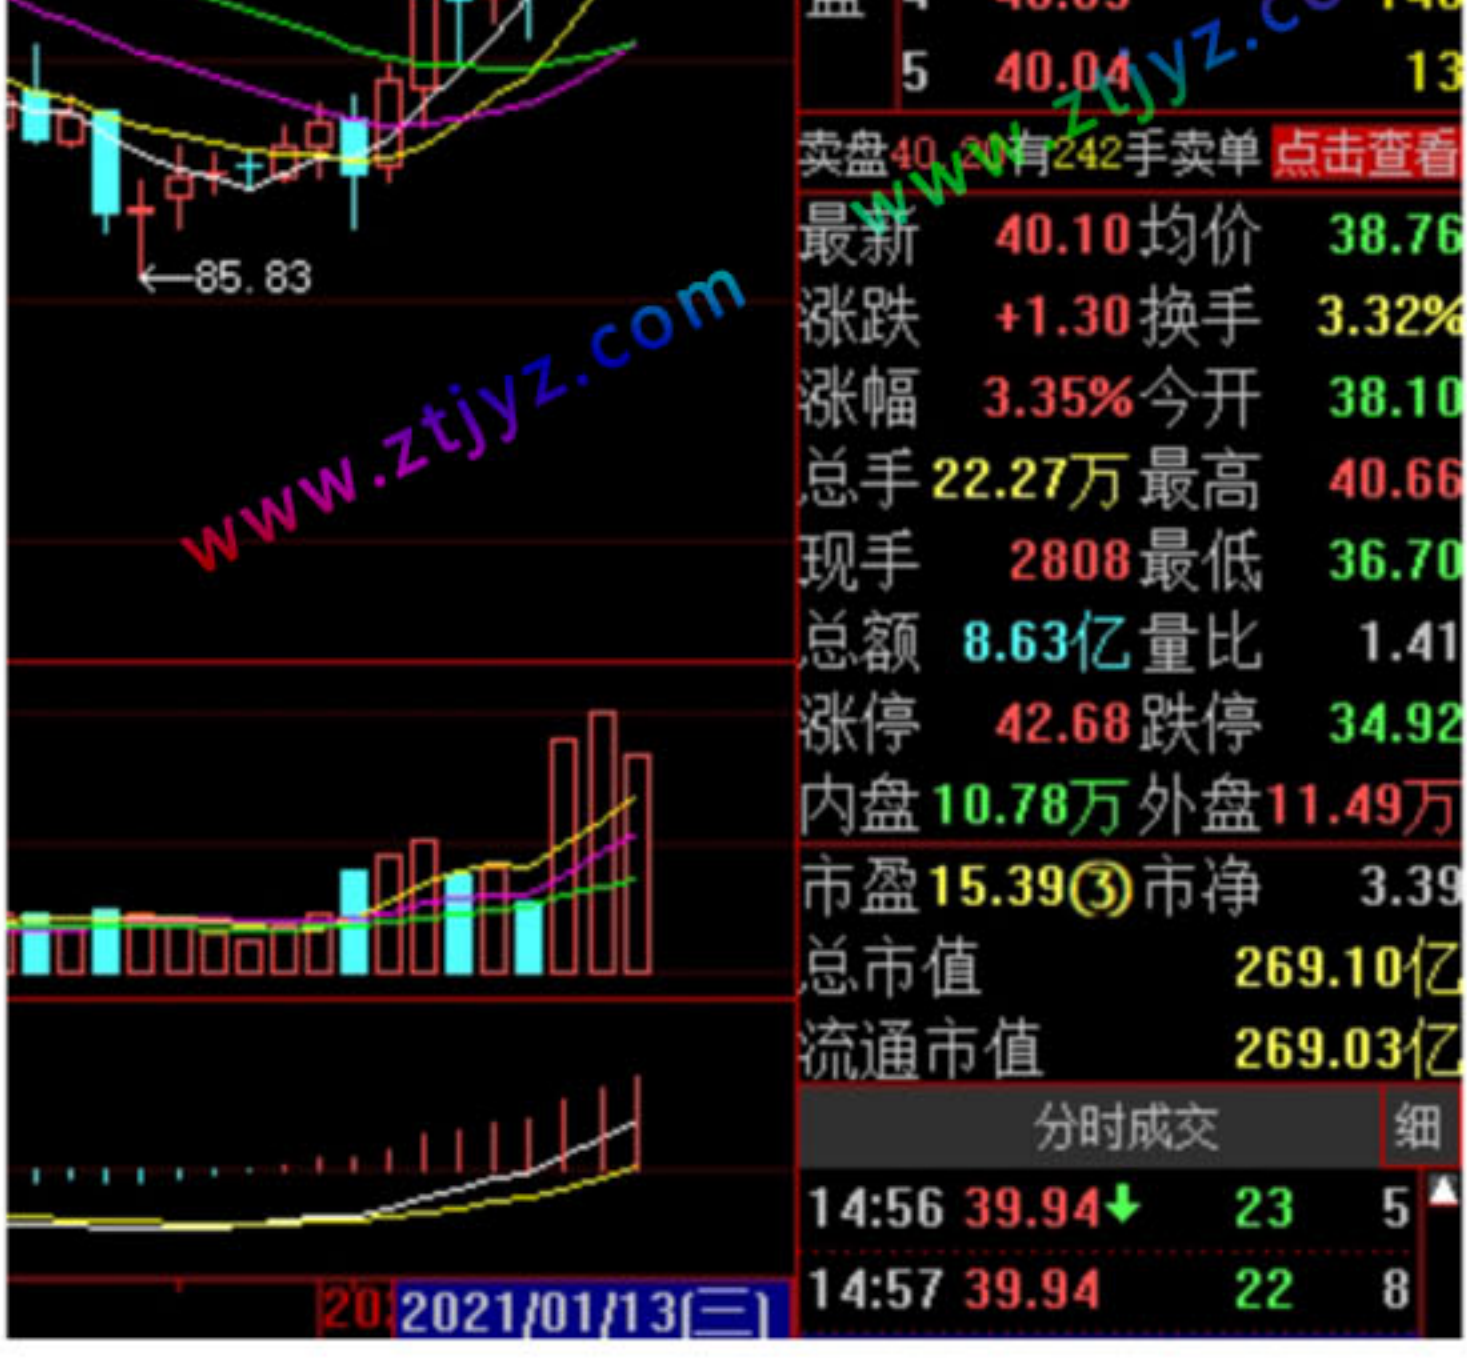 5 40.04 13
卖盘40.20有242手卖单 点击查看
最新 40.10 均价 38.76
涨跌 +1.30 换手 3.32%
涨幅 3.35% 今开 38.10
总手 22.27万 最高 40.66
现手 2808 最低 36.70
总额 8.63亿 量比 1.41
涨停 42.68 跌停 34.92
内盘 10.78万 外盘 11.49万
市盈 15.39③ 市净 3.39
总市值 269.10亿
流通市值 269.03亿
分时成交 细
14:56 39.94↓ 23 5
14:57 39.94 22 8
←85.83
www.ztjyz.com
www.ztjyz.co
2021/01/13(三)